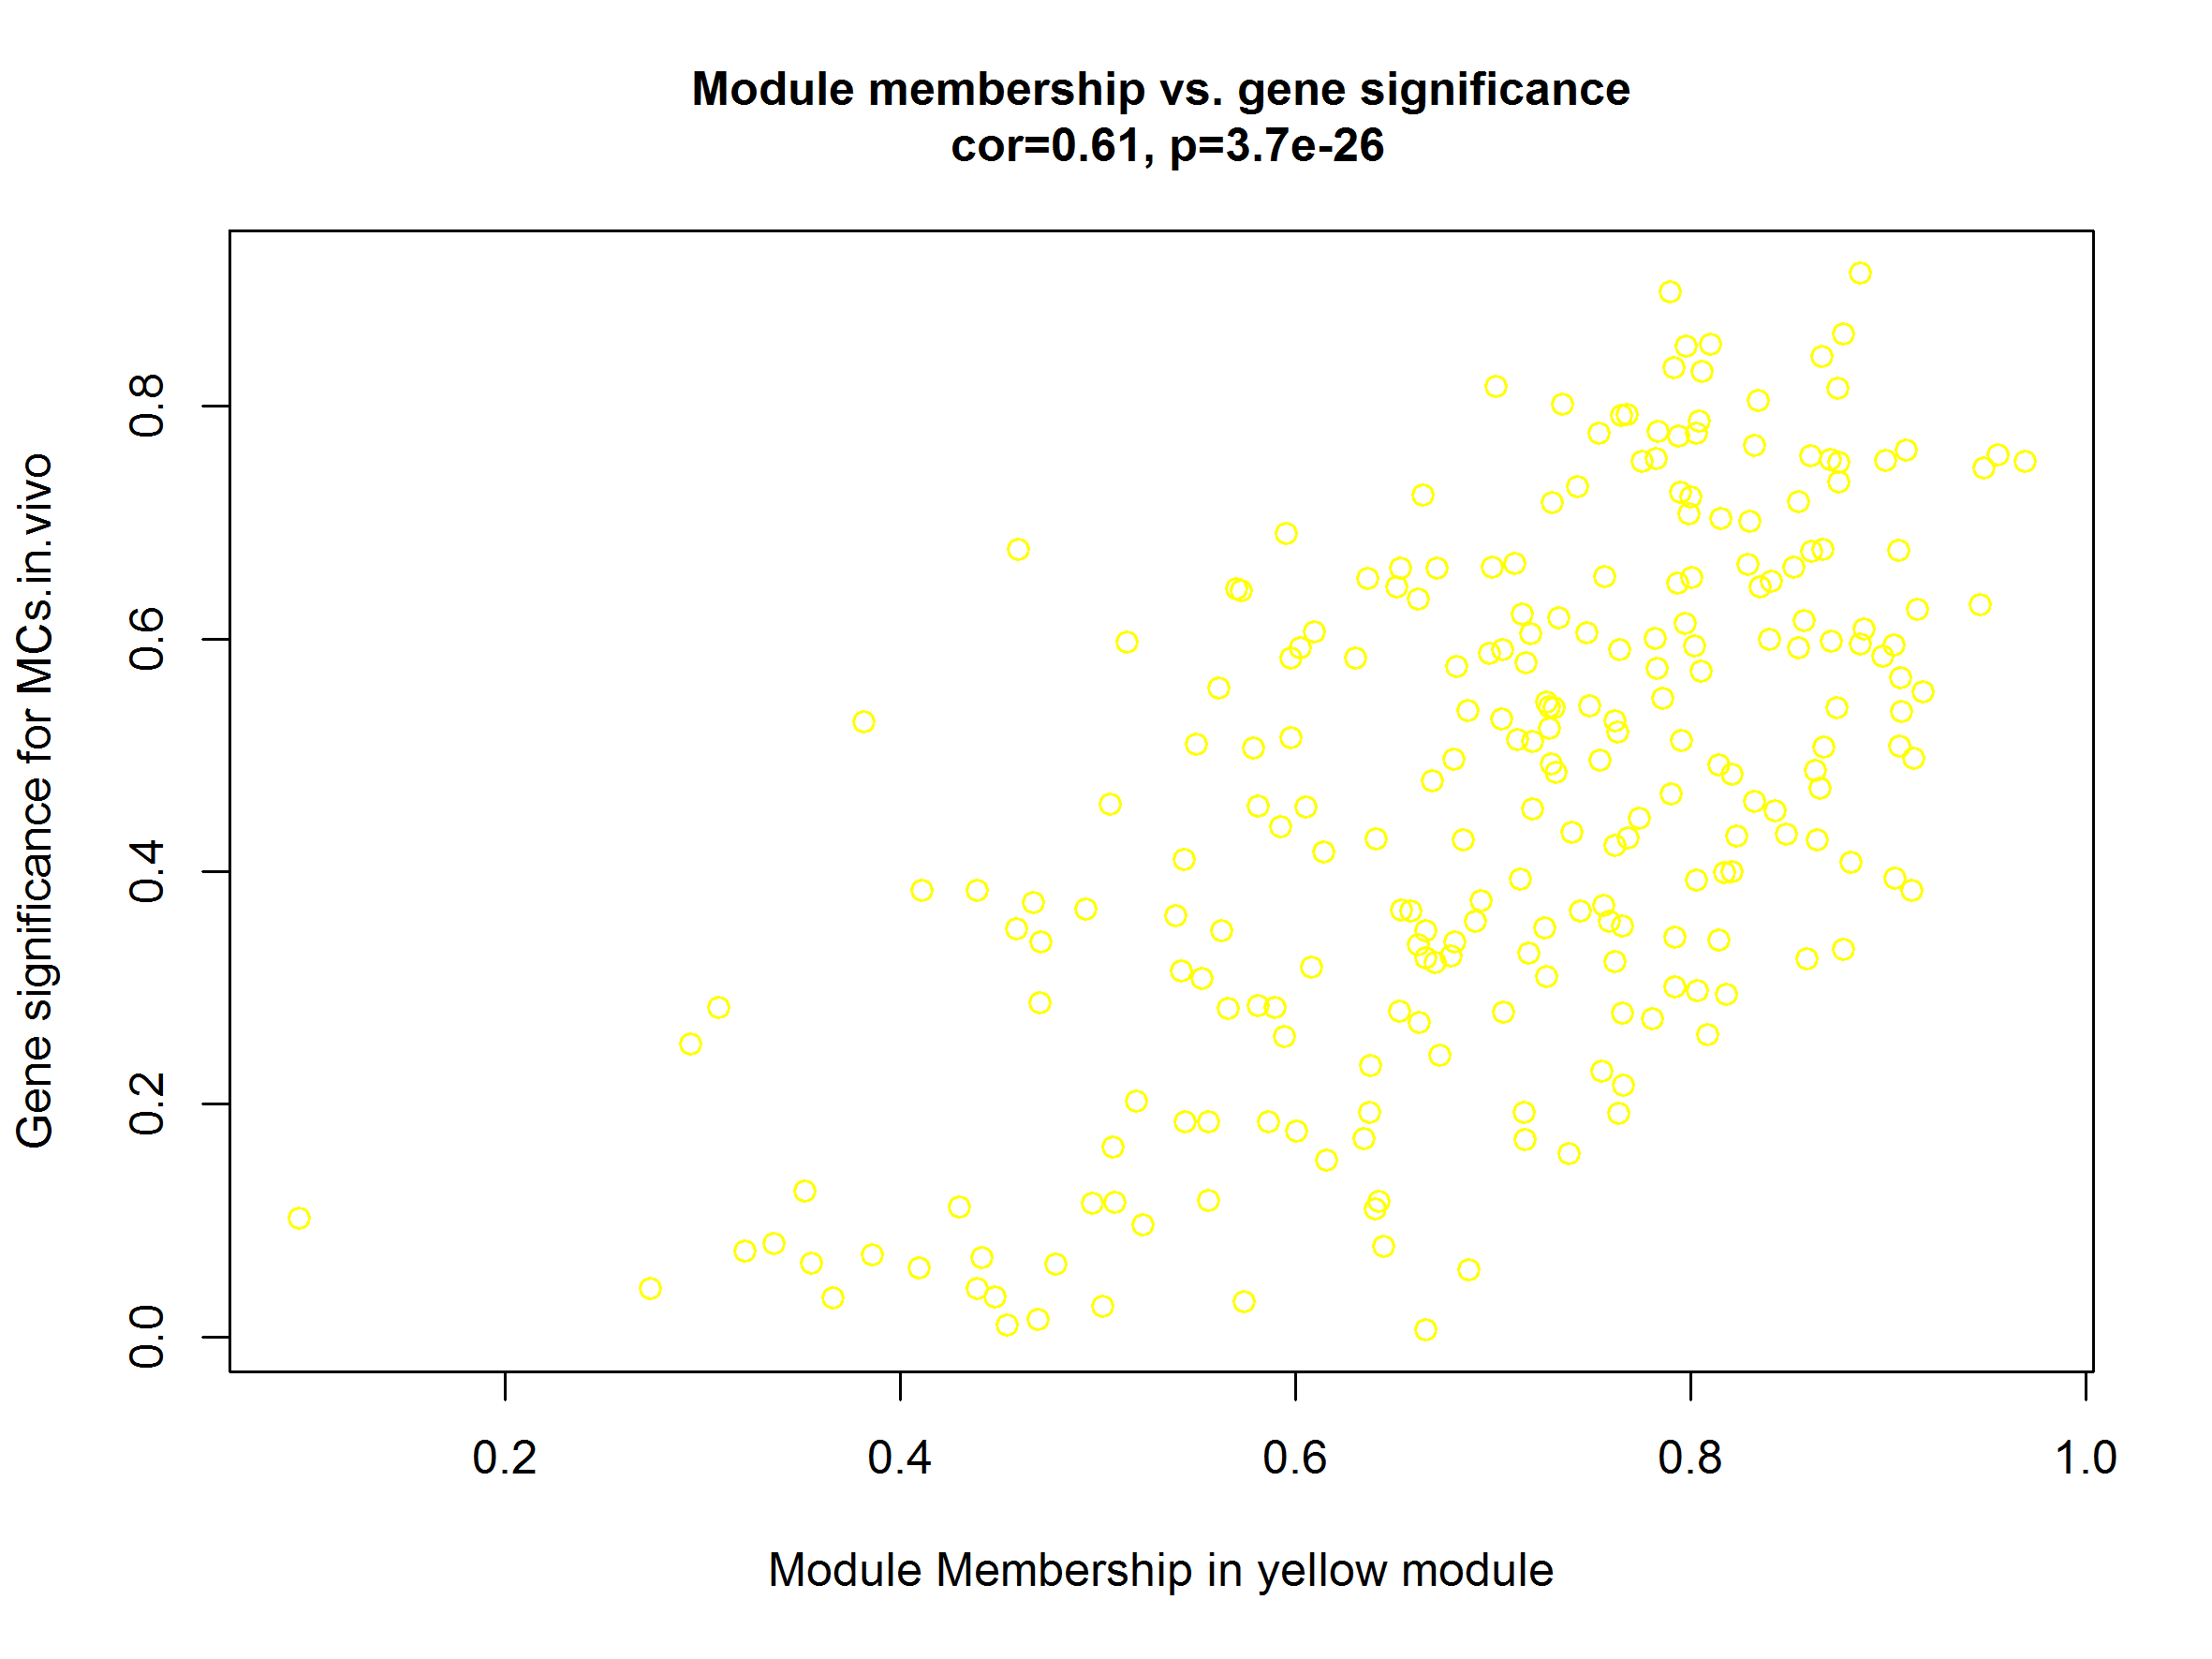 Module membership vs. gene significance
cor=0.61, p=3.7e-26
Gene significance for MCs.in.vivo
0.8
0.6
0.4
0.2
0.0
0.2 0.4 0.6 0.8 1.0
Module Membership in yellow module